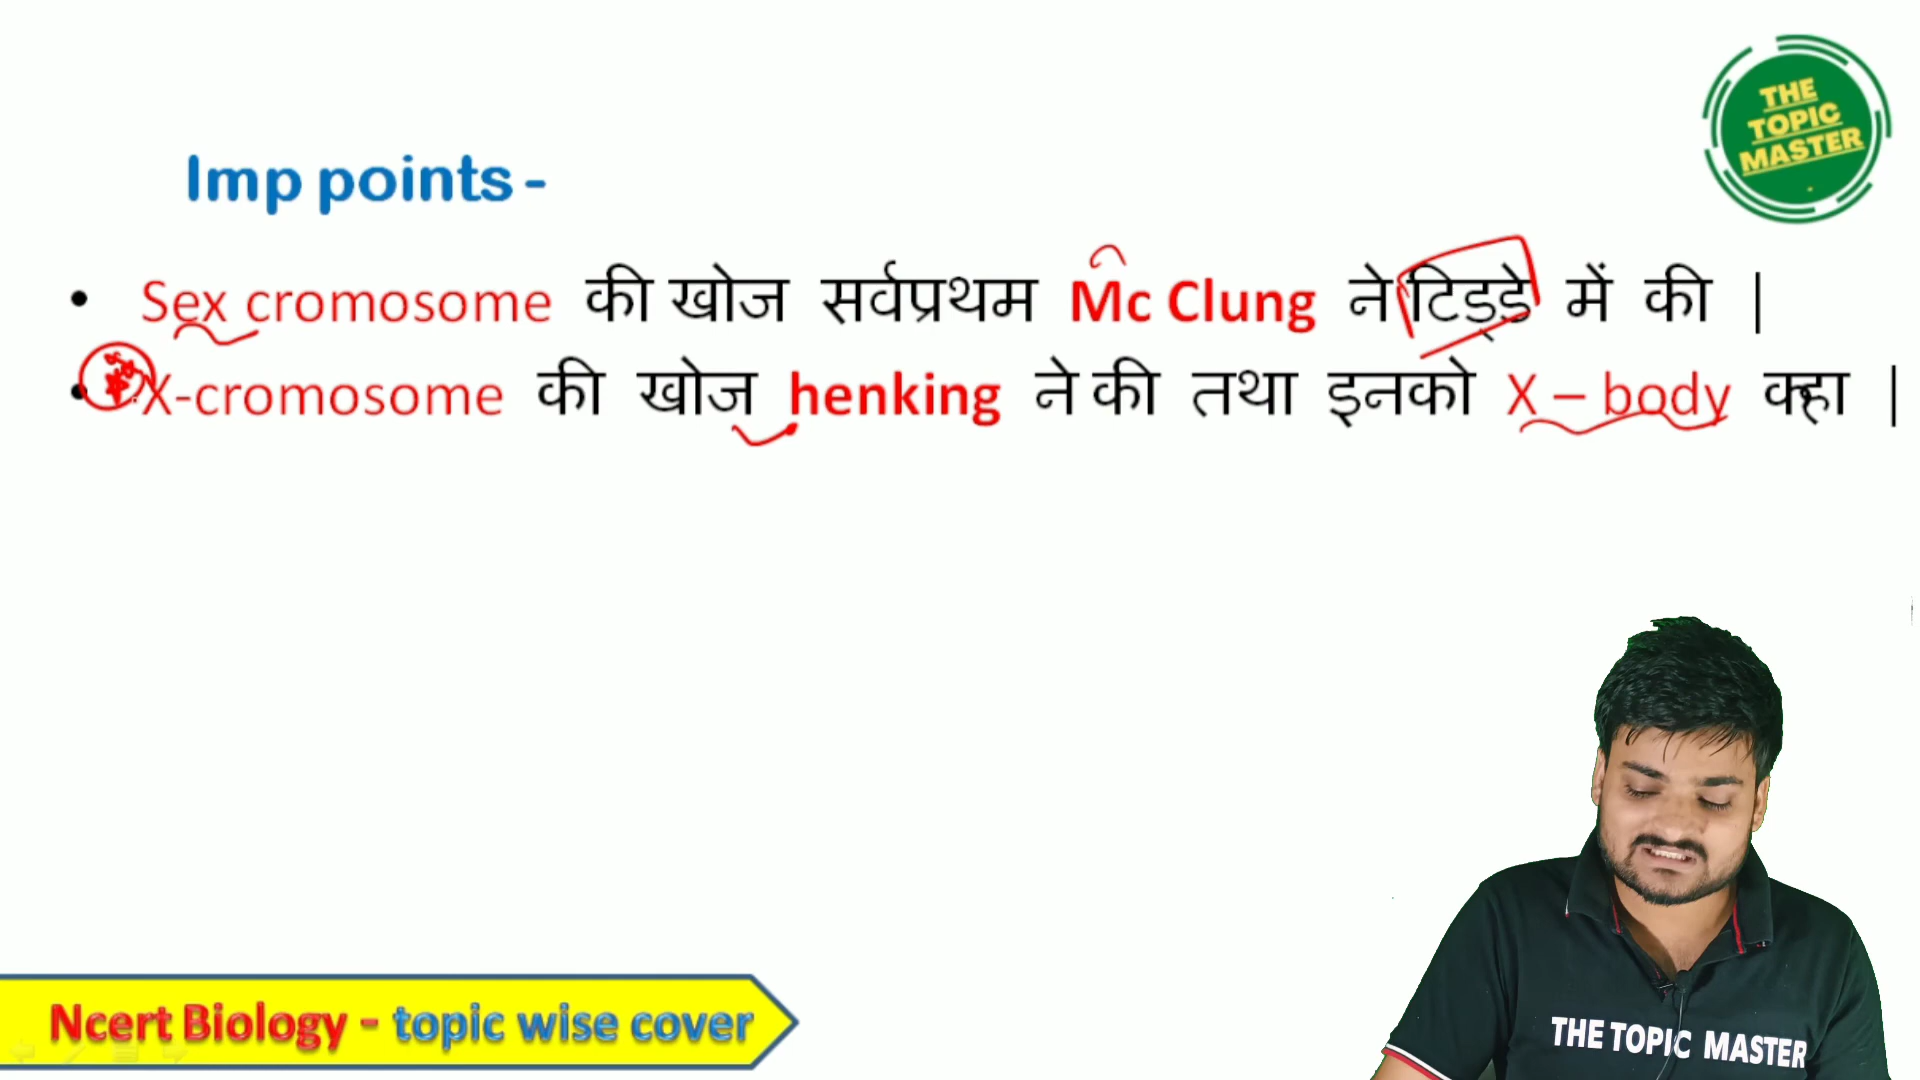 THE
TOPIC
MASTER
Imp points -
• Sex cromosome की खोज सर्वप्रथम Mc Clung ने टिड्डे में की |
• X-cromosome की खोज henking ने की तथा इनको X – body क्हा |
THE TOPIC MASTER
Ncert Biology - topic wise cover